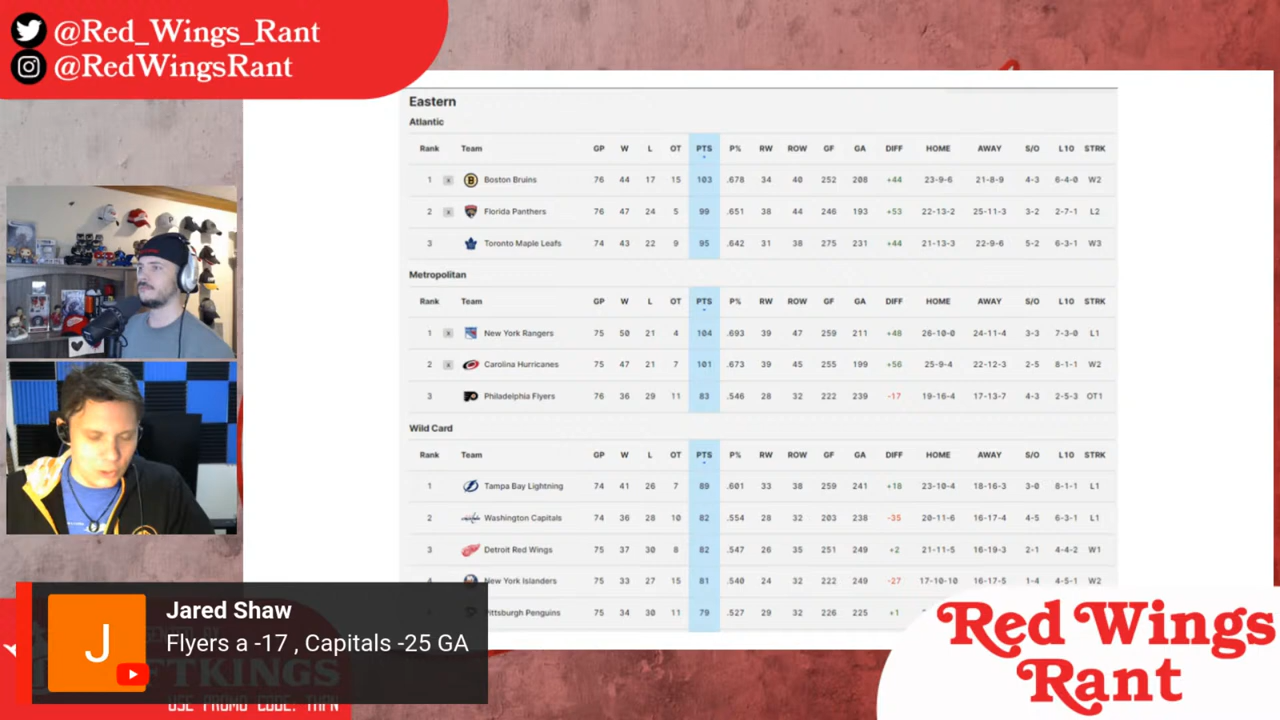 @Red_Wings_Rant
@RedWingsRant
Eastern
Atlantic
Rank Team GP W L OT PTS P% RW ROW GF GA DIFF HOME AWAY S/O L10 STRK
1 x Boston Bruins 76 44 17 15 103 .678 34 40 252 208 +44 23-9-6 21-8-9 4-3 6-4-0 W2
2 x Florida Panthers 76 47 24 5 99 .651 38 44 246 193 +53 22-13-2 25-11-3 3-2 2-7-1 L2
3 Toronto Maple Leafs 74 43 22 9 95 .642 31 38 275 231 +44 21-13-3 22-9-6 5-2 6-3-1 W3
Metropolitan
Rank Team GP W L OT PTS P% RW ROW GF GA DIFF HOME AWAY S/O L10 STRK
1 x New York Rangers 75 50 21 4 104 .693 39 47 259 211 +48 26-10-0 24-11-4 3-3 7-3-0 L1
2 x Carolina Hurricanes 75 47 21 7 101 .673 39 45 255 199 +56 25-9-4 22-12-3 2-5 8-1-1 W2
3 Philadelphia Flyers 76 36 29 11 83 .546 28 32 222 239 -17 19-16-4 17-13-7 4-3 2-5-3 OT1
Wild Card
Rank Team GP W L OT PTS P% RW ROW GF GA DIFF HOME AWAY S/O L10 STRK
1 Tampa Bay Lightning 74 41 26 7 89 .601 33 38 259 241 +18 23-10-4 18-16-3 3-0 8-1-1 L1
2 Washington Capitals 74 36 28 10 82 .554 28 32 203 238 -35 20-11-6 16-17-4 4-5 6-3-1 L1
3 Detroit Red Wings 75 37 30 8 82 .547 26 35 251 249 +2 21-11-5 16-19-3 2-1 4-4-2 W1
4 New York Islanders 75 33 27 15 81 .540 24 32 222 249 -27 17-10-10 16-17-5 1-4 4-5-1 W2
Pittsburgh Penguins 75 34 30 11 79 .527 29 32 226 225 +1
J
Jared Shaw
Flyers a -17 , Capitals -25 GA
FTKINGS
USE PROMO CODE: THPN
Red Wings
Rant